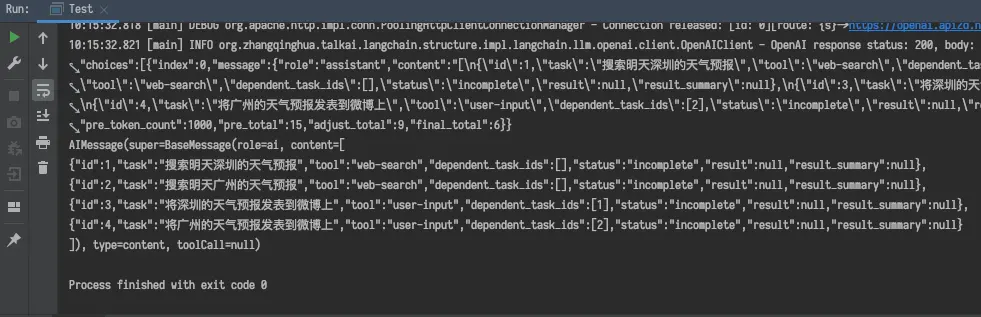 Run: Test
10:15:32.818 [main] DEBUG org.apache.http.impl.conn.PoolingHttpClientConnectionManager - Connection released: [id: 0][route: {s}->https://openai.api2d.n
10:15:32.821 [main] INFO org.zhangqinghua.talkai.langchain.structure.impl.langchain.llm.openai.client.OpenAIClient - OpenAI response status: 200, body:
"choices":[{"index":0,"message":{"role":"assistant","content":"[\n{\"id\":1,\"task\":\"搜索明天深圳的天气预报\",\"tool\":\"web-search\",\"dependent_tas
\"tool\":\"web-search\",\"dependent_task_ids\":[],\"status\":\"incomplete\",\"result\":null,\"result_summary\":null},\n{\"id\":3,\"task\":\"将深圳的天
\n{\"id\":4,\"task\":\"将广州的天气预报发表到微博上\",\"tool\":\"user-input\",\"dependent_task_ids\":[2],\"status\":\"incomplete\",\"result\":null,\"re
"pre_token_count":1000,"pre_total":15,"adjust_total":9,"final_total":6}}
AIMessage(super=BaseMessage(role=ai, content=[
{"id":1,"task":"搜索明天深圳的天气预报","tool":"web-search","dependent_task_ids":[],"status":"incomplete","result":null,"result_summary":null},
{"id":2,"task":"搜索明天广州的天气预报","tool":"web-search","dependent_task_ids":[],"status":"incomplete","result":null,"result_summary":null},
{"id":3,"task":"将深圳的天气预报发表到微博上","tool":"user-input","dependent_task_ids":[1],"status":"incomplete","result":null,"result_summary":null},
{"id":4,"task":"将广州的天气预报发表到微博上","tool":"user-input","dependent_task_ids":[2],"status":"incomplete","result":null,"result_summary":null}
]), type=content, toolCall=null)
Process finished with exit code 0